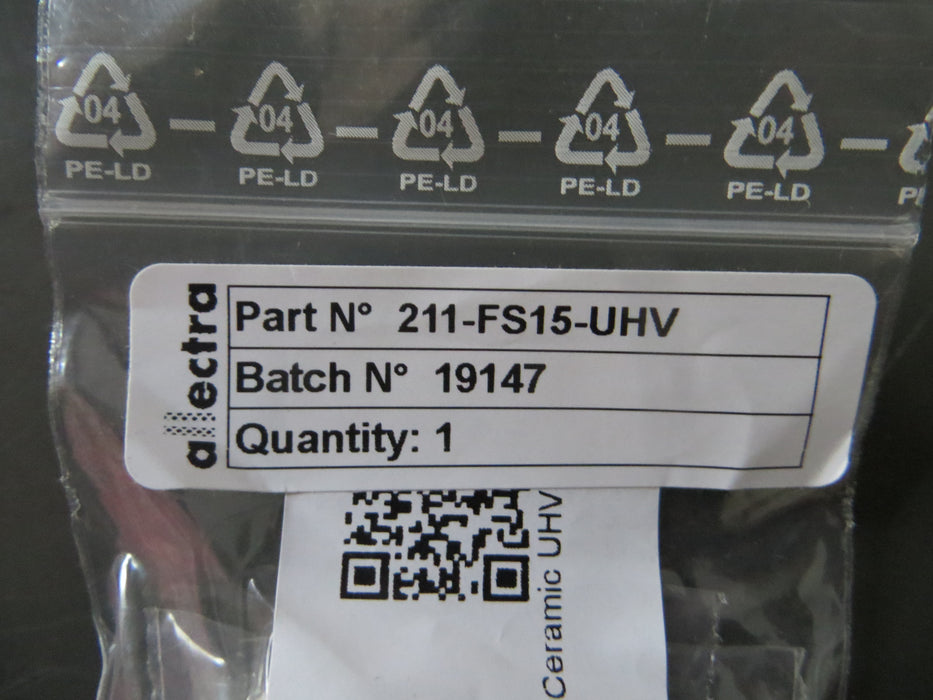 04 04 04 04 04
PE-LD PE-LD PE-LD PE-LD PE-LD
allectra
Part N° 211-FS15-UHV
Batch N° 19147
Quantity: 1
Ceramic UHV